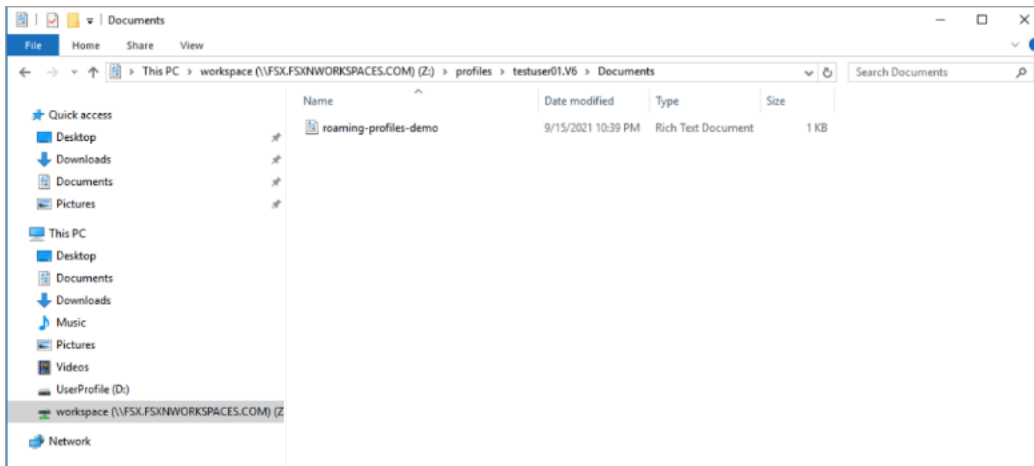 Documents
File Home Share View
This PC > workspace (\\FSX.FSXNWORKSPACES.COM) (Z:) > profiles > testuser01.V6 > Documents
Search Documents
Name Date modified Type Size
roaming-profiles-demo 9/15/2021 10:39 PM Rich Text Document 1 KB
Quick access
Desktop
Downloads
Documents
Pictures
This PC
Desktop
Documents
Downloads
Music
Pictures
Videos
UserProfile (D:)
workspace (\\FSX.FSXNWORKSPACES.COM) (Z
Network